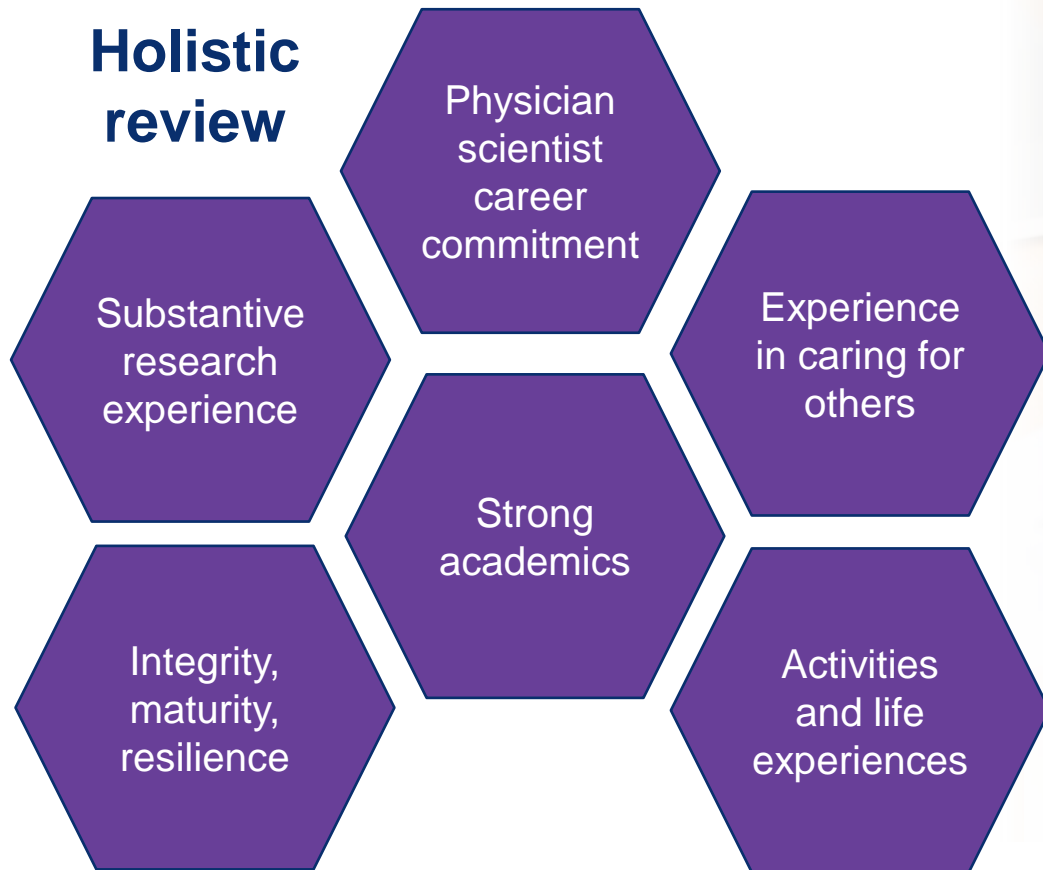 Holistic
review
Physician
scientist
career
commitment
Substantive
research
experience
Experience
in caring for
others
Strong
academics
Integrity,
maturity,
resilience
Activities
and life
experiences